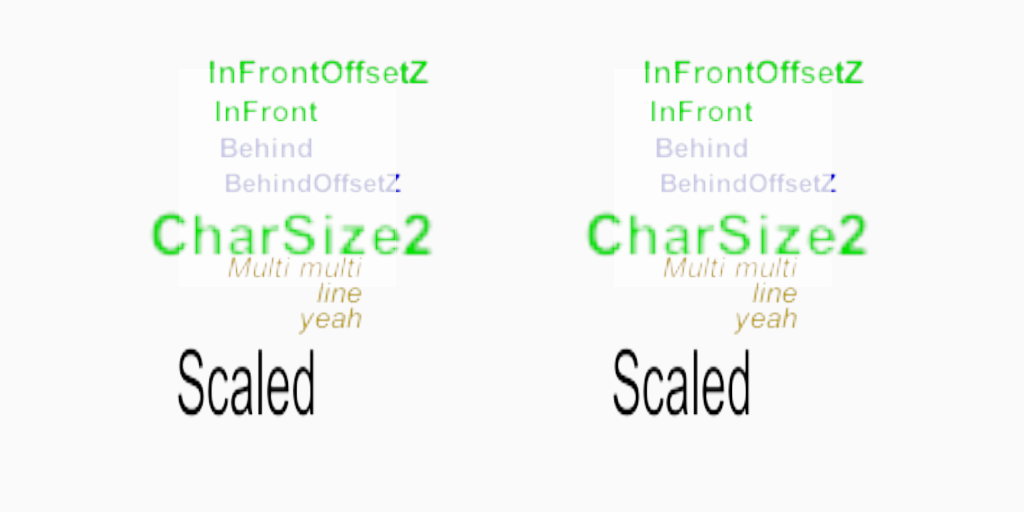 InFrontOffsetZ
InFront
Behind
BehindOffsetZ
CharSize2
Multi multi
line
yeah
Scaled
InFrontOffsetZ
InFront
Behind
BehindOffsetZ
CharSize2
Multi multi
line
yeah
Scaled